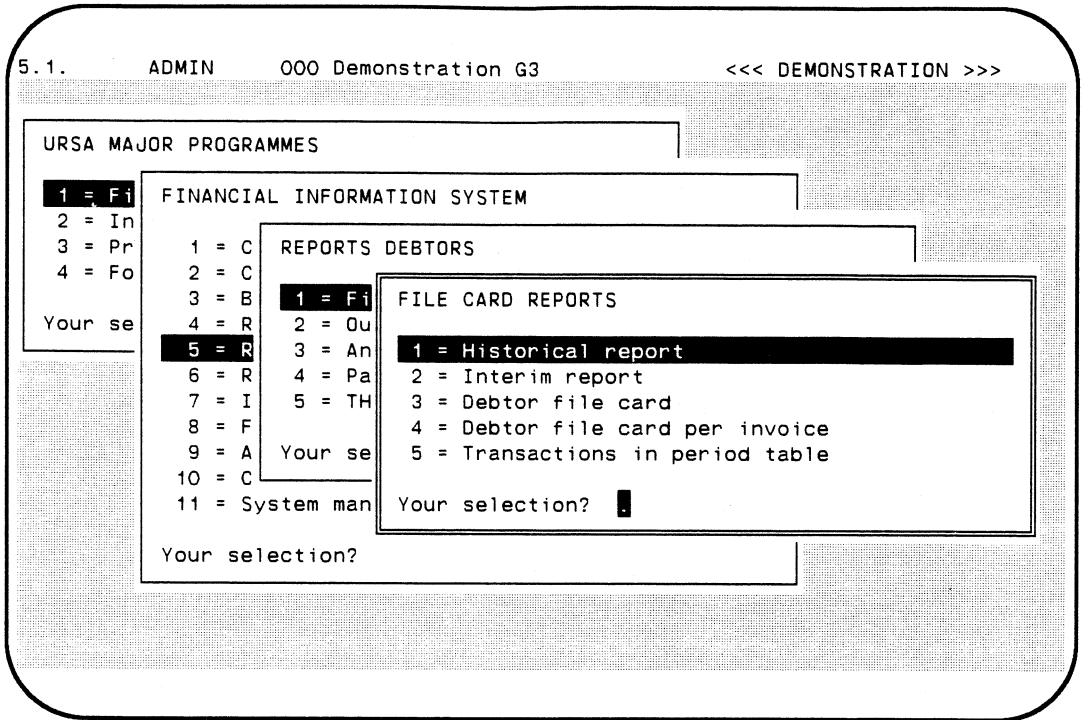 5.1. ADMIN 000 Demonstration G3 <<< DEMONSTRATION >>>
URSA MAJOR PROGRAMMES
1 = Fi
2 = In
3 = Pr
4 = Fo
Your se
FINANCIAL INFORMATION SYSTEM
1 = C
2 = C
3 = B
4 = R
5 = R
6 = R
7 = I
8 = F
9 = A
10 = C
11 = System man
Your selection?
REPORTS DEBTORS
1 = Fi
2 = Ou
3 = An
4 = Pa
5 = TH
Your se
FILE CARD REPORTS
1 = Historical report
2 = Interim report
3 = Debtor file card
4 = Debtor file card per invoice
5 = Transactions in period table
Your selection? .